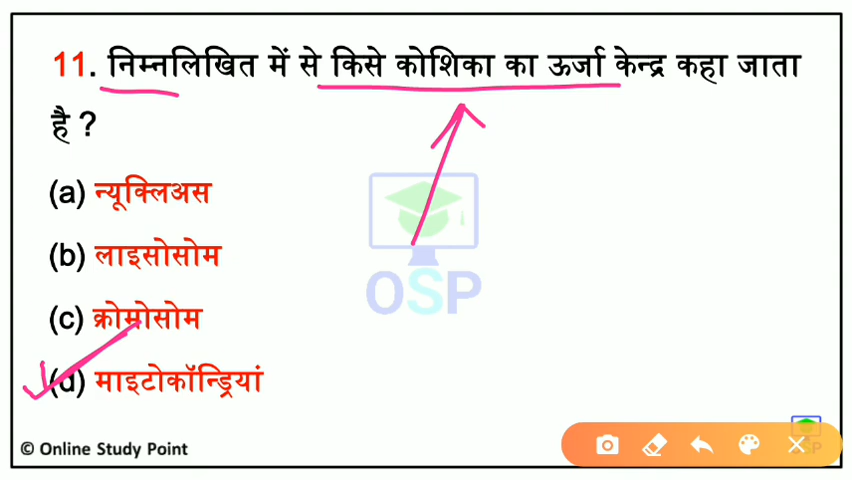 11. निम्नलिखित में से किसे कोशिका का ऊर्जा केन्द्र कहा जाता
है ?
(a) न्यूक्लिअस
(b) लाइसोसोम
(c) क्रोमोसोम
(d) माइटोकॉन्ड्रियां
OSP
© Online Study Point